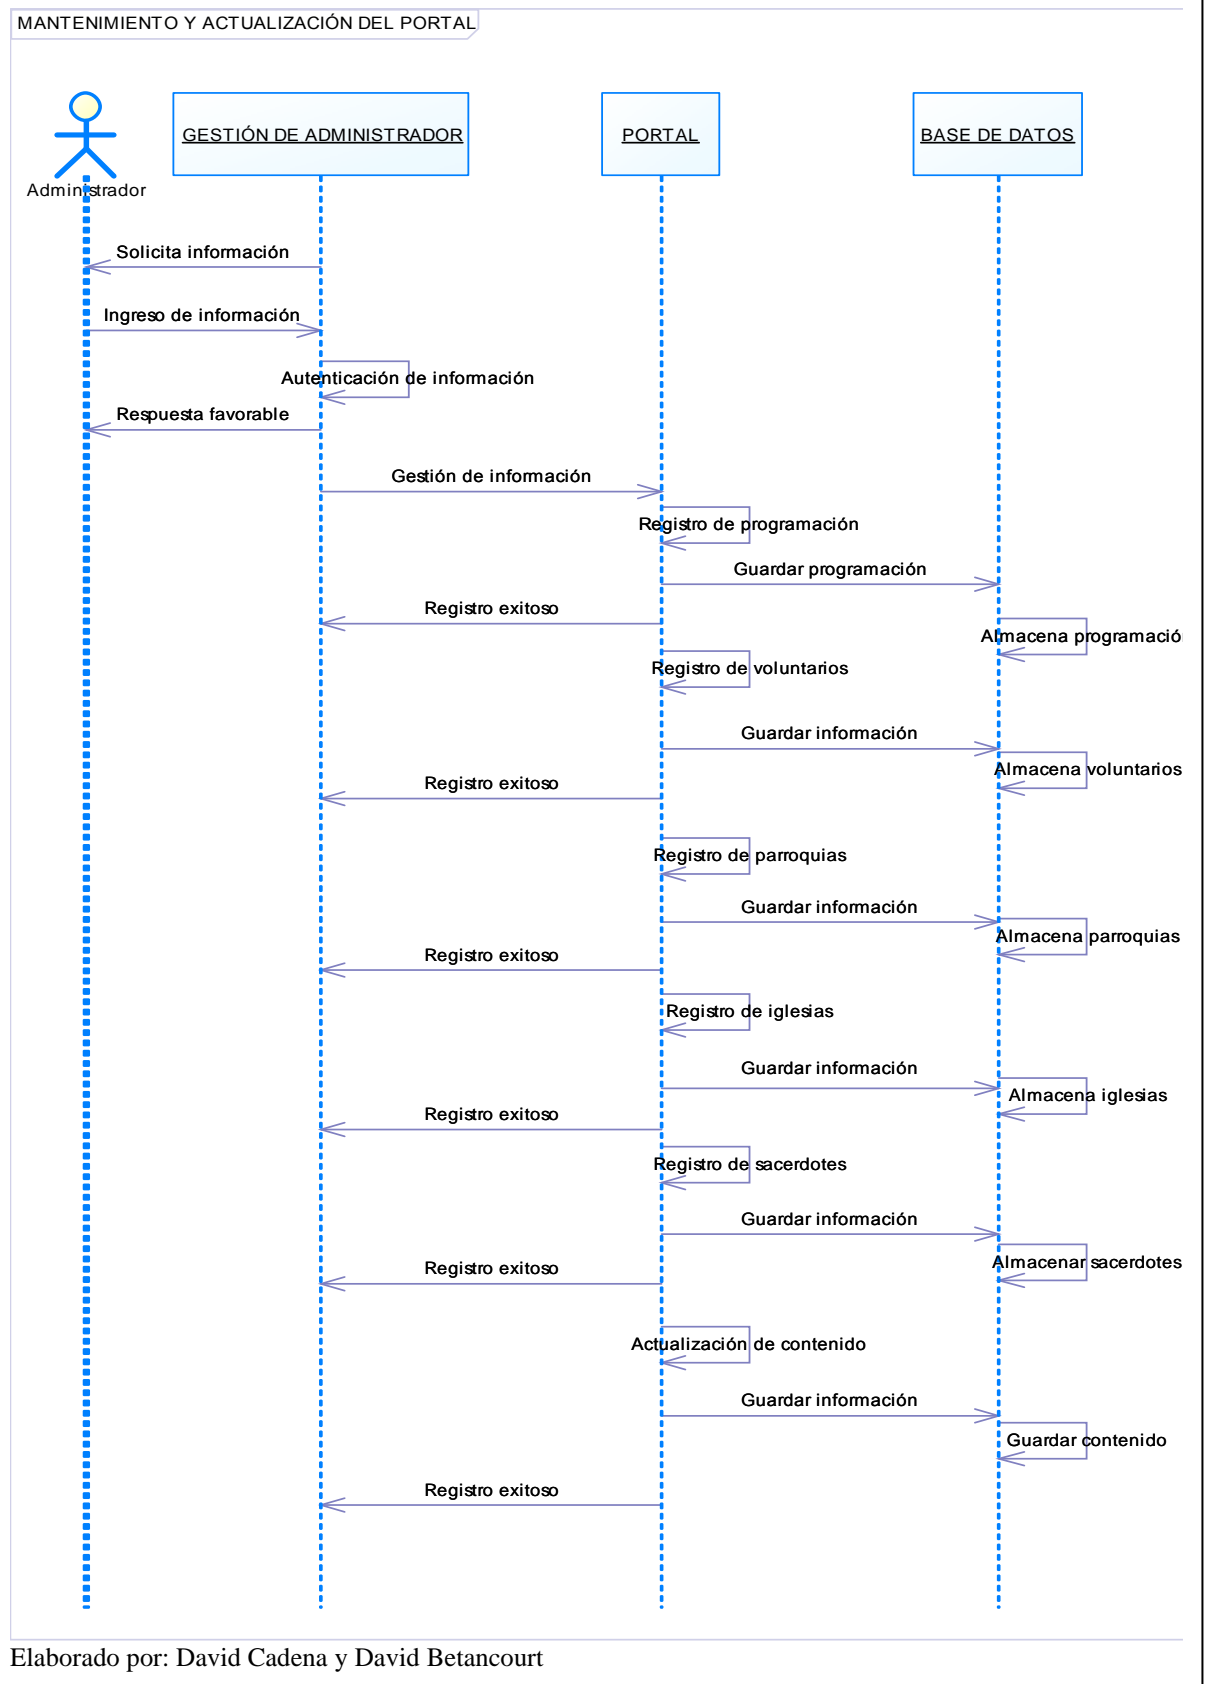 MANTENIMIENTO Y ACTUALIZACIÓN DEL PORTAL
GESTIÓN DE ADMINISTRADOR
PORTAL
BASE DE DATOS
Administrador
Solicita información
Ingreso de información
Autenticación de información
Respuesta favorable
Gestión de información
Registro de programación
Guardar programación
Registro exitoso
Almacena programació
Registro de voluntarios
Guardar información
Almacena voluntarios
Registro exitoso
Registro de parroquias
Guardar información
Almacena parroquias
Registro exitoso
Registro de iglesias
Guardar información
Almacena iglesias
Registro exitoso
Registro de sacerdotes
Guardar información
Almacenar sacerdotes
Registro exitoso
Actualización de contenido
Guardar información
Guardar contenido
Registro exitoso
Elaborado por: David Cadena y David Betancourt